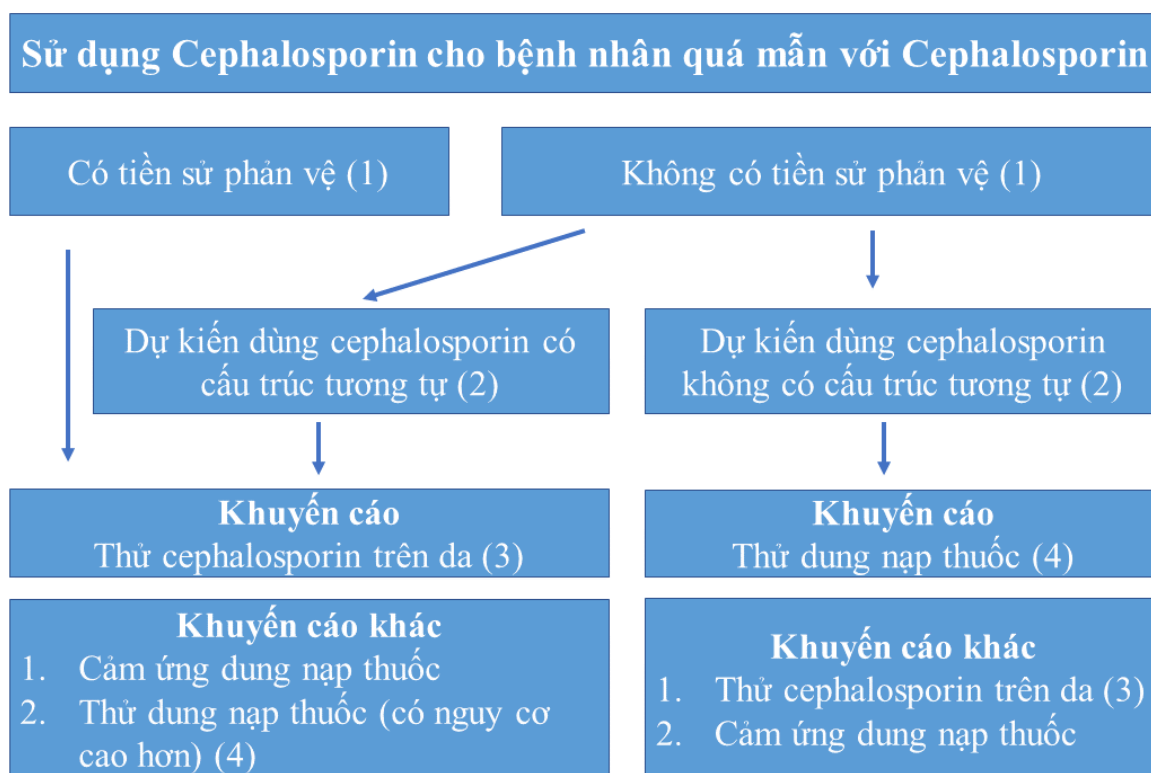 Sử dụng Cephalosporin cho bệnh nhân quá mẫn với Cephalosporin
Có tiền sử phản vệ (1)
Không có tiền sử phản vệ (1)
Dự kiến dùng cephalosporin có
cấu trúc tương tự (2)
Dự kiến dùng cephalosporin
không có cấu trúc tương tự (2)
Khuyến cáo
Thử cephalosporin trên da (3)
Khuyến cáo
Thử dung nạp thuốc (4)
Khuyến cáo khác
1. Cảm ứng dung nạp thuốc
2. Thử dung nạp thuốc (có nguy cơ
cao hơn) (4)
Khuyến cáo khác
1. Thử cephalosporin trên da (3)
2. Cảm ứng dung nạp thuốc